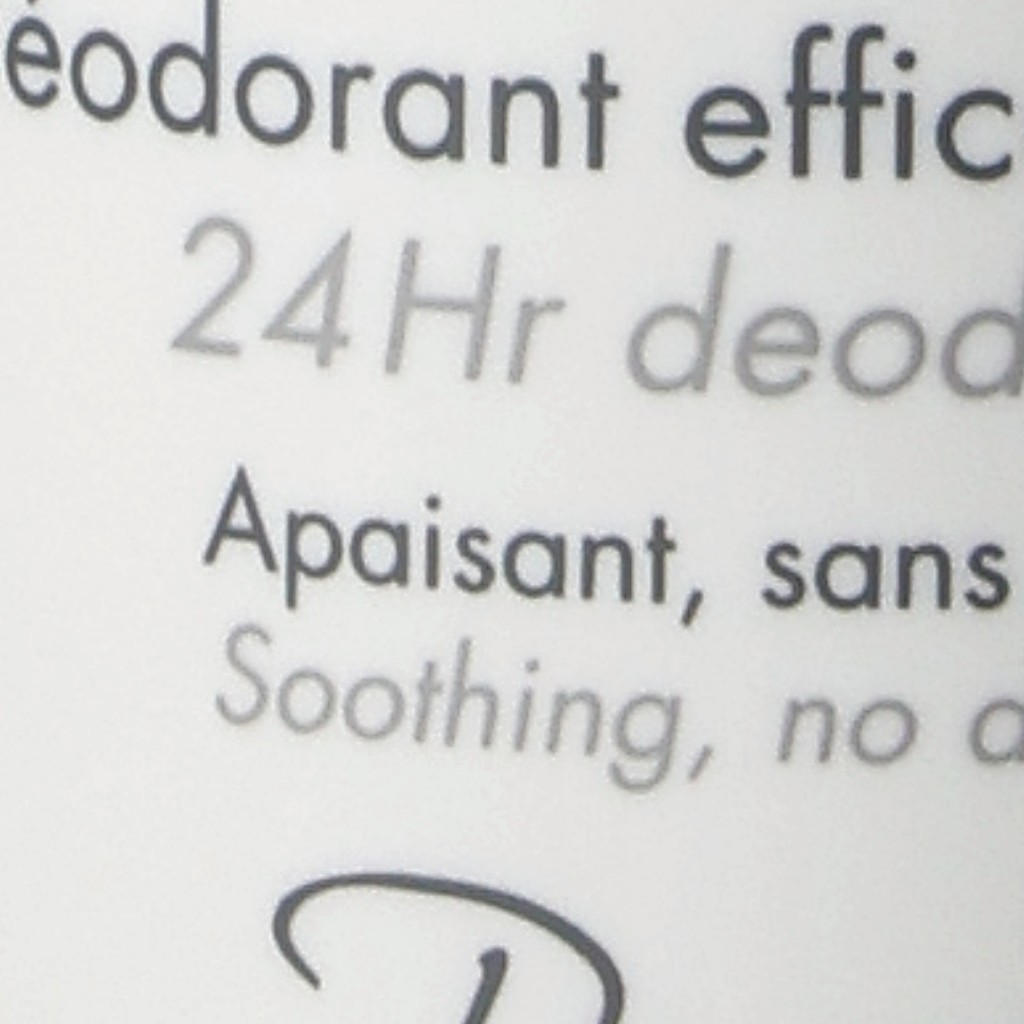 éodorant effic
24Hr deod
Apaisant, sans
Soothing, no